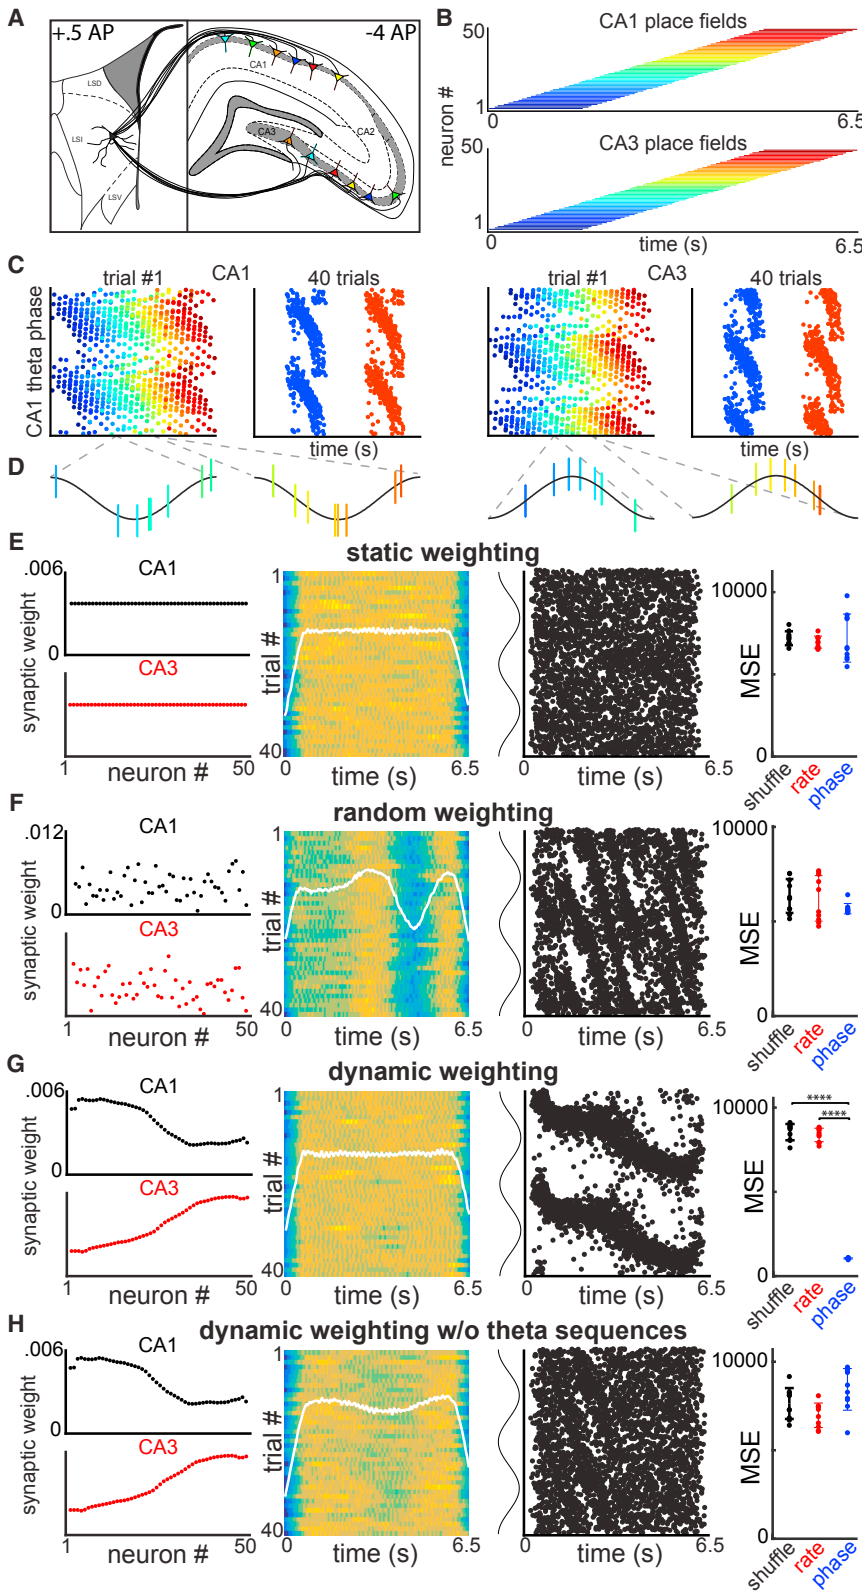 A
+.5 AP
-4 AP
LSD
LSI
LSV
CA1
CA2
CA3
B
CA1 place fields
50
neuron #
1
0
6.5
CA3 place fields
50
1
0
time (s)
6.5
C
trial #1
CA1
40 trials
CA1 theta phase
time (s)
trial #1
CA3
40 trials
time (s)
D
E
static weighting
.006
CA1
0
synaptic weight
CA3
1
50
neuron #
1
trial #
40
0
6.5
time (s)
0
6.5
time (s)
10000
MSE
0
shuffle
rate
phase
F
random weighting
.012
CA1
0
synaptic weight
CA3
1
50
neuron #
1
trial #
40
0
6.5
time (s)
0
6.5
time (s)
10000
MSE
0
shuffle
rate
phase
G
dynamic weighting
.006
CA1
0
synaptic weight
CA3
1
50
neuron #
1
trial #
40
0
6.5
time (s)
0
6.5
time (s)
****
****
10000
MSE
0
shuffle
rate
phase
H
dynamic weighting w/o theta sequences
.006
CA1
0
synaptic weight
CA3
1
50
neuron #
1
trial #
40
0
6.5
time (s)
0
6.5
time (s)
10000
MSE
0
shuffle
rate
phase